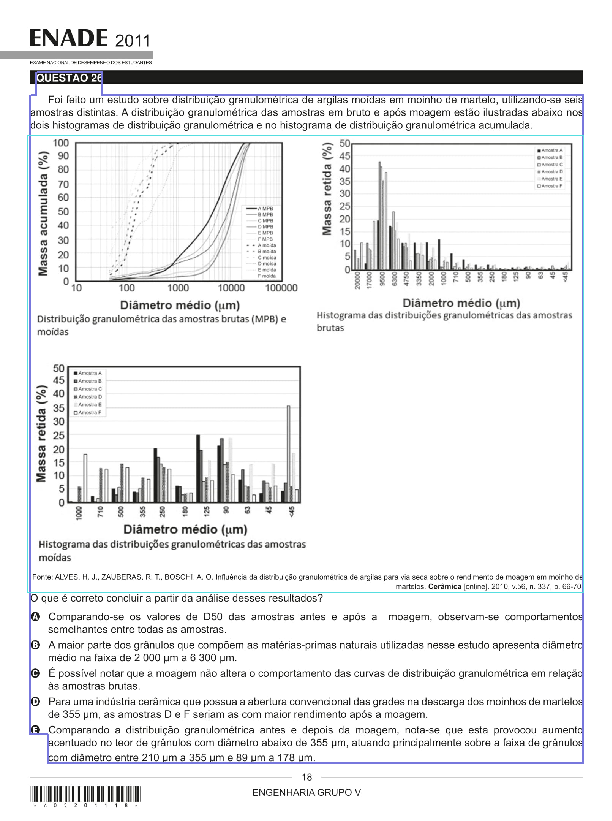 ENADE 2011
EXAME NACIONAL DE DESEMPENHO DOS ESTUDANTES
QUESTÃO 26
Foi feito um estudo sobre distribuição granulométrica de argilas moídas em moinho de martelo, utilizando-se seis
amostras distintas. A distribuição granulométrica das amostras em bruto e após moagem estão ilustradas abaixo nos
dois histogramas de distribuição granulométrica e no histograma de distribuição granulométrica acumulada.
Massa acumulada (%)
100
90
80
70
60
50
40
30
20
10
0
10 100 1000 10000 100000
A MPB
B MPB
C MPB
D MPB
E MPB
F MPB
A moída
B moída
C moída
D moída
E moída
F moída
Diâmetro médio (µm)
Distribuição granulométrica das amostras brutas (MPB) e
moídas
Massa retida (%)
50
45
40
35
30
25
20
15
10
5
0
Amostra A
Amostra B
Amostra C
Amostra D
Amostra E
Amostra F
20000 17000 9500 6300 4750 3350 2000 1000 710 500 355 250 180 125 90 63 45 <45
Diâmetro médio (µm)
Histograma das distribuições granulométricas das amostras
brutas
Massa retida (%)
50
45
40
35
30
25
20
15
10
5
0
Amostra A
Amostra B
Amostra C
Amostra D
Amostra E
Amostra F
1000 710 500 355 250 180 125 90 63 45 <45
Diâmetro médio (µm)
Histograma das distribuições granulométricas das amostras
moídas
Fonte: ALVES, H. J., ZAUBERAS, R. T., BOSCHI, A. O. Influência da distribuição granulométrica de argilas para via seca sobre o rendimento de moagem em moinho de
martelos. Cerâmica [online]. 2010, v.56, n. 337, p. 66-70.
O que é correto concluir a partir da análise desses resultados?
A Comparando-se os valores de D50 das amostras antes e após a moagem, observam-se comportamentos
semelhantes entre todas as amostras.
B A maior parte dos grânulos que compõem as matérias-primas naturais utilizadas nesse estudo apresenta diâmetro
médio na faixa de 2 000 µm a 6 300 µm.
C É possível notar que a moagem não altera o comportamento das curvas de distribuição granulométrica em relação
às amostras brutas.
D Para uma indústria cerâmica que possua a abertura convencional das grades na descarga dos moinhos de martelos
de 355 µm, as amostras D e F seriam as com maior rendimento após a moagem.
E Comparando a distribuição granulométrica antes e depois da moagem, nota-se que esta provocou aumento
acentuado no teor de grânulos com diâmetro abaixo de 355 µm, atuando principalmente sobre a faixa de grânulos
com diâmetro entre 210 µm a 355 µm e 89 µm a 178 µm.
18
ENGENHARIA GRUPO V